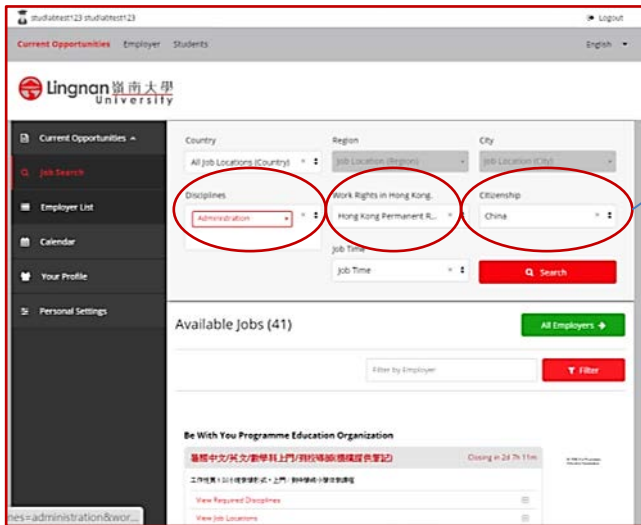 studlabtest123 studlabtest123
Logout
Current Opportunities Employer Students
English
Lingnan 嶺南大學
University
Current Opportunities
Job Search
Employer List
Calendar
Your Profile
Personal Settings
Country Region City
All Job Locations (Country) Job Location (Region) Job Location (City)
Disciplines Work Rights in Hong Kong. Citizenship
Administration Hong Kong Permanent R... China
Job Time
Job Time
Search
Available Jobs (41)
All Employers
Filter by Employer
Filter
Be With You Programme Education Organization
Closing in 2d 7h 11m
View Required Disciplines
View Job Locations
nes=administration&wor...